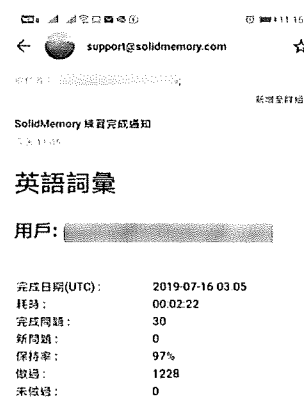 11:16
support@solidmemory.com
SolidMemory 練習完成通知
英語詞彙
用戶:
完成日期(UTC): 2019-07-16 03:05
耗時: 00:02:22
完成問題: 30
新問題: 0
保持率: 97%
做過: 1228
未做過: 0